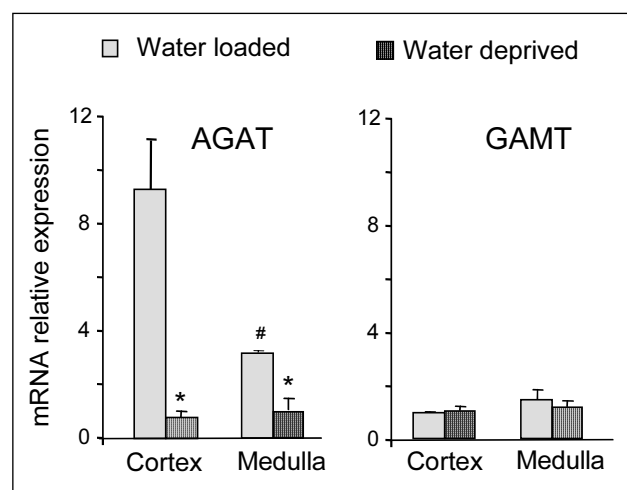 Water loaded Water deprived
AGAT GAMT
mRNA relative expression
12 12
8 8
#
4 4
* *
0 0
Cortex Medulla Cortex Medulla